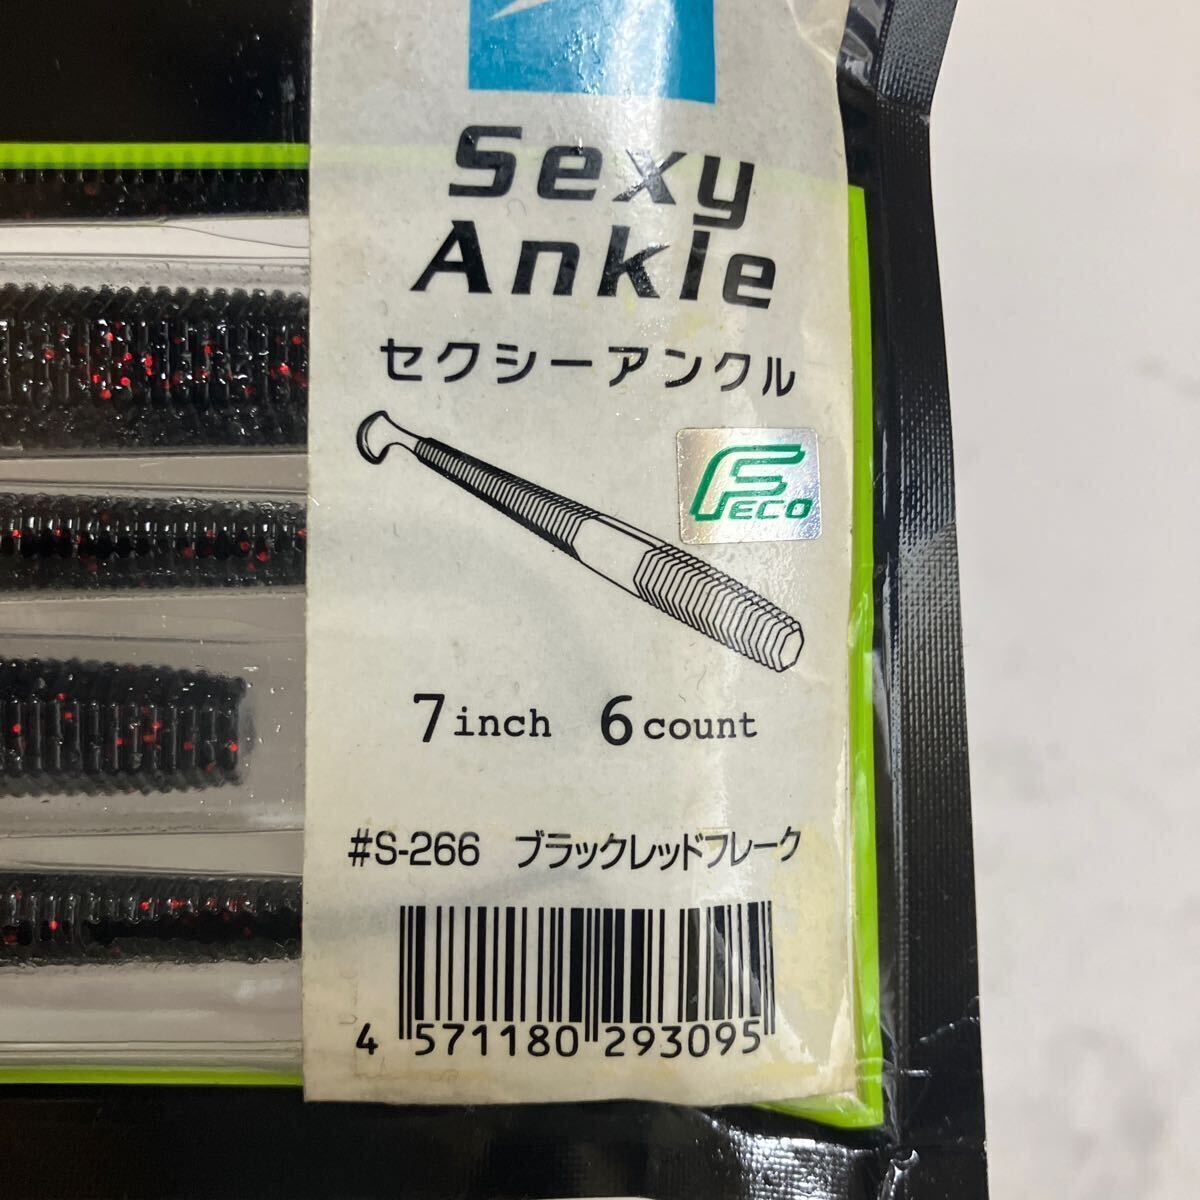 Sexy
Ankle
セクシーアンクル
FECO
7 inch 6 count
#S-266 ブラックレッドフレーク
4 571180 293095